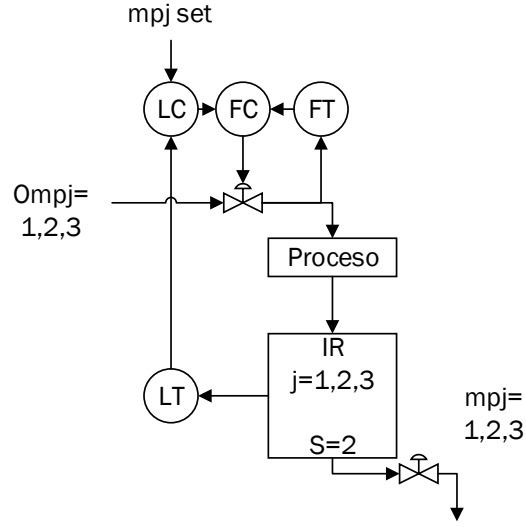 mpj set
LC
FC
FT
Ompj=
1,2,3
Proceso
IR
j=1,2,3
LT
mpj=
1,2,3
S=2